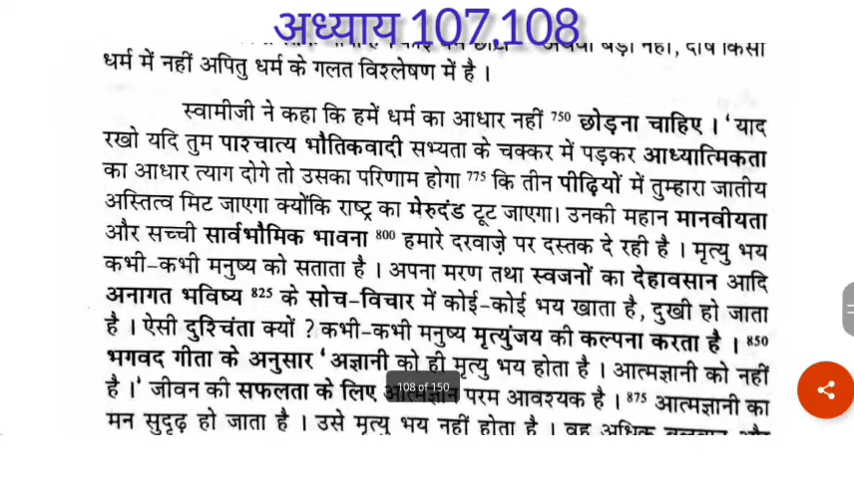 अध्याय 107,108
धर्म में नहीं अपितु धर्म के गलत विश्लेषण में है ।
स्वामीजी ने कहा कि हमें धर्म का आधार नहीं 750 छोड़ना चाहिए । 'याद
रखो यदि तुम पाश्चात्य भौतिकवादी सभ्यता के चक्कर में पड़कर आध्यात्मिकता
का आधार त्याग दोगे तो उसका परिणाम होगा 775 कि तीन पीढ़ियों में तुम्हारा जातीय
अस्तित्व मिट जाएगा क्योंकि राष्ट्र का मेरुदंड टूट जाएगा। उनकी महान मानवीयता
और सच्ची सार्वभौमिक भावना 800 हमारे दरवाज़े पर दस्तक दे रही है । मृत्यु भय
कभी-कभी मनुष्य को सताता है । अपना मरण तथा स्वजनों का देहावसान आदि
अनागत भविष्य 825 के सोच-विचार में कोई-कोई भय खाता है, दुखी हो जाता
है । ऐसी दुश्चिंता क्यों ? कभी-कभी मनुष्य मृत्युंजय की कल्पना करता है । 850
भगवद गीता के अनुसार 'अज्ञानी को ही मृत्यु भय होता है । आत्मज्ञानी को नहीं
है ।' जीवन की सफलता के लिए आत्मज्ञान परम आवश्यक है । 875 आत्मज्ञानी का
108 of 150
मन सुदृढ़ हो जाता है । उसे मृत्यु भय नहीं होता है । वह अधिक